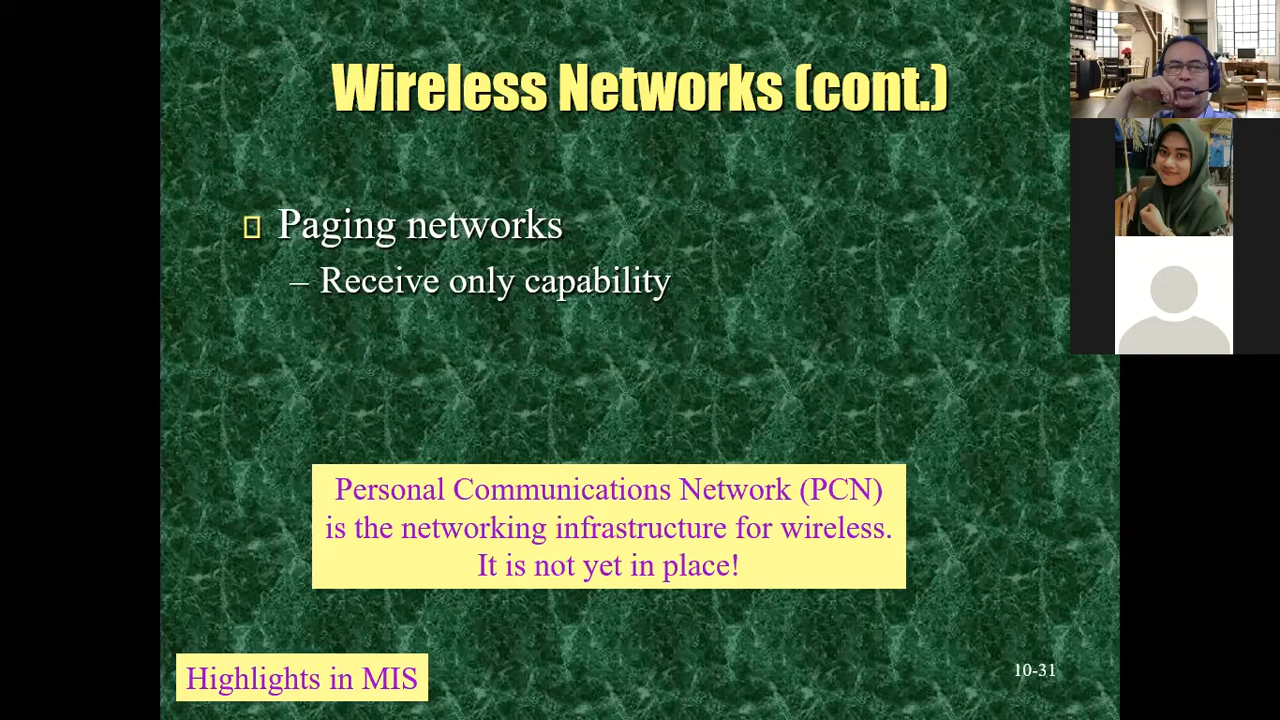 Wireless Networks (cont.)
Paging networks
– Receive only capability
Personal Communications Network (PCN)
is the networking infrastructure for wireless.
It is not yet in place!
Highlights in MIS
10-31